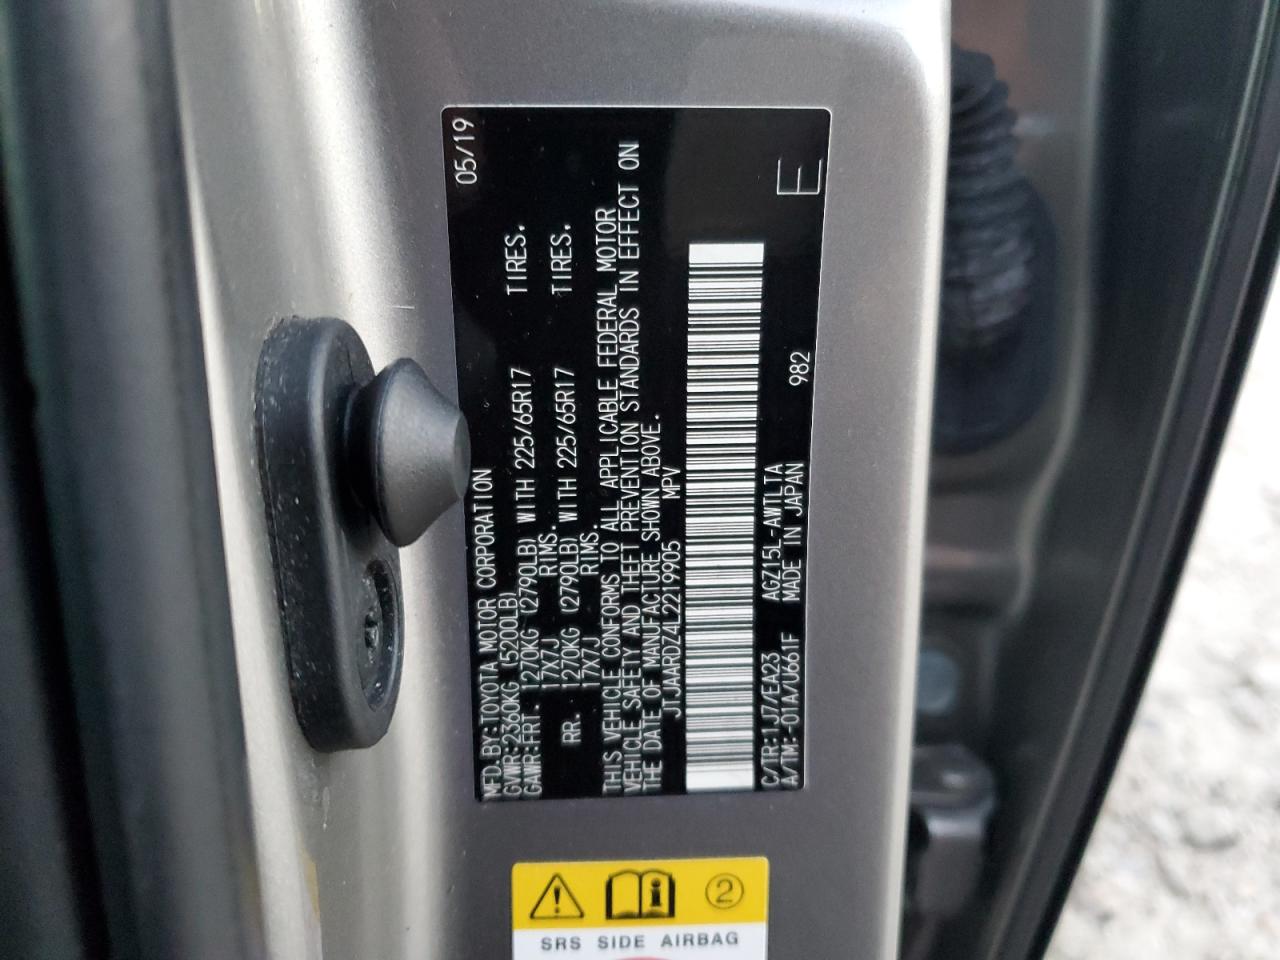 MFD.BY:TOYOTA MOTOR CORPORATION 05/19
GVWR:2360KG (5200LB)
GAWR:FRT. 1270KG (2790LB) WITH 225/65R17 TIRES.
17X7J RIMS.
RR. 1270KG (2790LB) WITH 225/65R17 TIRES.
17X7J RIMS.
THIS VEHICLE CONFORMS TO ALL APPLICABLE FEDERAL MOTOR
VEHICLE SAFETY AND THEFT PREVENTION STANDARDS IN EFFECT ON
THE DATE OF MANUFACTURE SHOWN ABOVE.
JTJAARDZ4L2219905 MPV
C/TR:1J7/EA23 AGZ15L-AWTLTA 982
A/TM:-01A/U661F MADE IN JAPAN
E
2
SRS SIDE AIRBAG